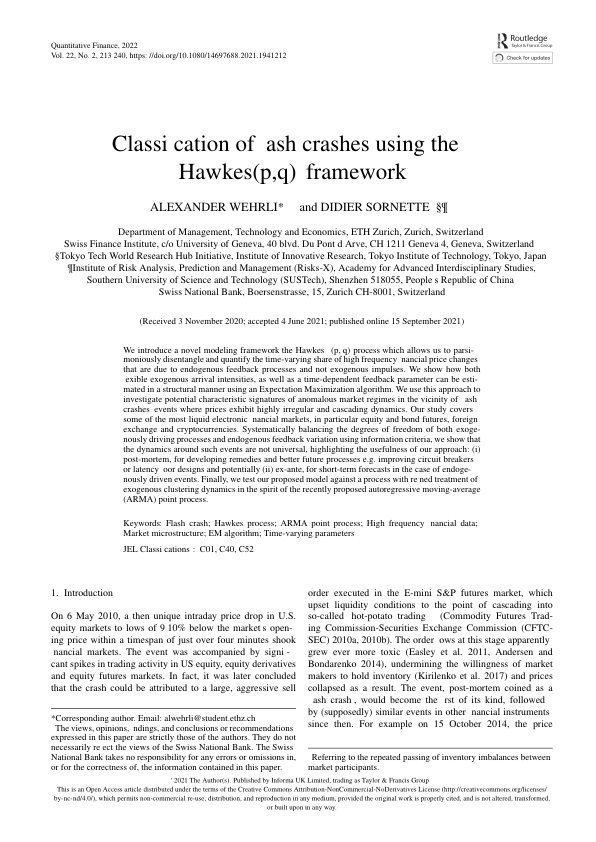 Quantitative Finance, 2022
Vol. 22, No. 2, 213 240, https: //doi.org/10.1080/14697688.2021.1941212
Routledge
Taylor & Francis Group
Check for updates
Classi cation of ash crashes using the
Hawkes(p,q) framework
ALEXANDER WEHRLI* and DIDIER SORNETTE §¶
Department of Management, Technology and Economics, ETH Zurich, Zurich, Switzerland
Swiss Finance Institute, c/o University of Geneva, 40 blvd. Du Pont d Arve, CH 1211 Geneva 4, Geneva, Switzerland
§Tokyo Tech World Research Hub Initiative, Institute of Innovative Research, Tokyo Institute of Technology, Tokyo, Japan
¶Institute of Risk Analysis, Prediction and Management (Risks-X), Academy for Advanced Interdisciplinary Studies,
Southern University of Science and Technology (SUSTech), Shenzhen 518055, People s Republic of China
Swiss National Bank, Boersenstrasse, 15, Zurich CH-8001, Switzerland
(Received 3 November 2020; accepted 4 June 2021; published online 15 September 2021)
We introduce a novel modeling framework the Hawkes (p, q) process which allows us to parsi-
moniously disentangle and quantify the time-varying share of high frequency nancial price changes
that are due to endogenous feedback processes and not exogenous impulses. We show how both
exible exogenous arrival intensities, as well as a time-dependent feedback parameter can be esti-
mated in a structural manner using an Expectation Maximization algorithm. We use this approach to
investigate potential characteristic signatures of anomalous market regimes in the vicinity of ash
crashes events where prices exhibit highly irregular and cascading dynamics. Our study covers
some of the most liquid electronic nancial markets, in particular equity and bond futures, foreign
exchange and cryptocurrencies. Systematically balancing the degrees of freedom of both exoge-
nously driving processes and endogenous feedback variation using information criteria, we show that
the dynamics around such events are not universal, highlighting the usefulness of our approach: (i)
post-mortem, for developing remedies and better future processes e.g. improving circuit breakers
or latency oor designs and potentially (ii) ex-ante, for short-term forecasts in the case of endoge-
nously driven events. Finally, we test our proposed model against a process with re ned treatment of
exogenous clustering dynamics in the spirit of the recently proposed autoregressive moving-average
(ARMA) point process.
Keywords: Flash crash; Hawkes process; ARMA point process; High frequency nancial data;
Market microstructure; EM algorithm; Time-varying parameters
JEL Classi cations : C01, C40, C52
1. Introduction
On 6 May 2010, a then unique intraday price drop in U.S.
equity markets to lows of 9 10% below the market s open-
ing price within a timespan of just over four minutes shook
nancial markets. The event was accompanied by signi -
cant spikes in trading activity in US equity, equity derivatives
and equity futures markets. In fact, it was later concluded
that the crash could be attributed to a large, aggressive sell
*Corresponding author. Email: alwehrli@student.ethz.ch
The views, opinions, ndings, and conclusions or recommendations
expressed in this paper are strictly those of the authors. They do not
necessarily re ect the views of the Swiss National Bank. The Swiss
National Bank takes no responsibility for any errors or omissions in,
or for the correctness of, the information contained in this paper.
order executed in the E-mini S&P futures market, which
upset liquidity conditions to the point of cascading into
so-called hot-potato trading (Commodity Futures Trad-
ing Commission-Securities Exchange Commission (CFTC-
SEC) 2010a, 2010b). The order ows at this stage apparently
grew ever more toxic (Easley et al. 2011, Andersen and
Bondarenko 2014), undermining the willingness of market
makers to hold inventory (Kirilenko et al. 2017) and prices
collapsed as a result. The event, post-mortem coined as a
ash crash , would become the rst of its kind, followed
by (supposedly) similar events in other nancial instruments
since then. For example on 15 October 2014, the price
Referring to the repeated passing of inventory imbalances between
market participants.
' 2021 The Author(s). Published by Informa UK Limited, trading as Taylor & Francis Group
This is an Open Access article distributed under the terms of the Creative Commons Attribution-NonCommercial-NoDerivatives License (http://creativecommons.org/licenses/
by-nc-nd/4.0/), which permits non-commercial re-use, distribution, and reproduction in any medium, provided the original work is properly cited, and is not altered, transformed,
or built upon in any way.